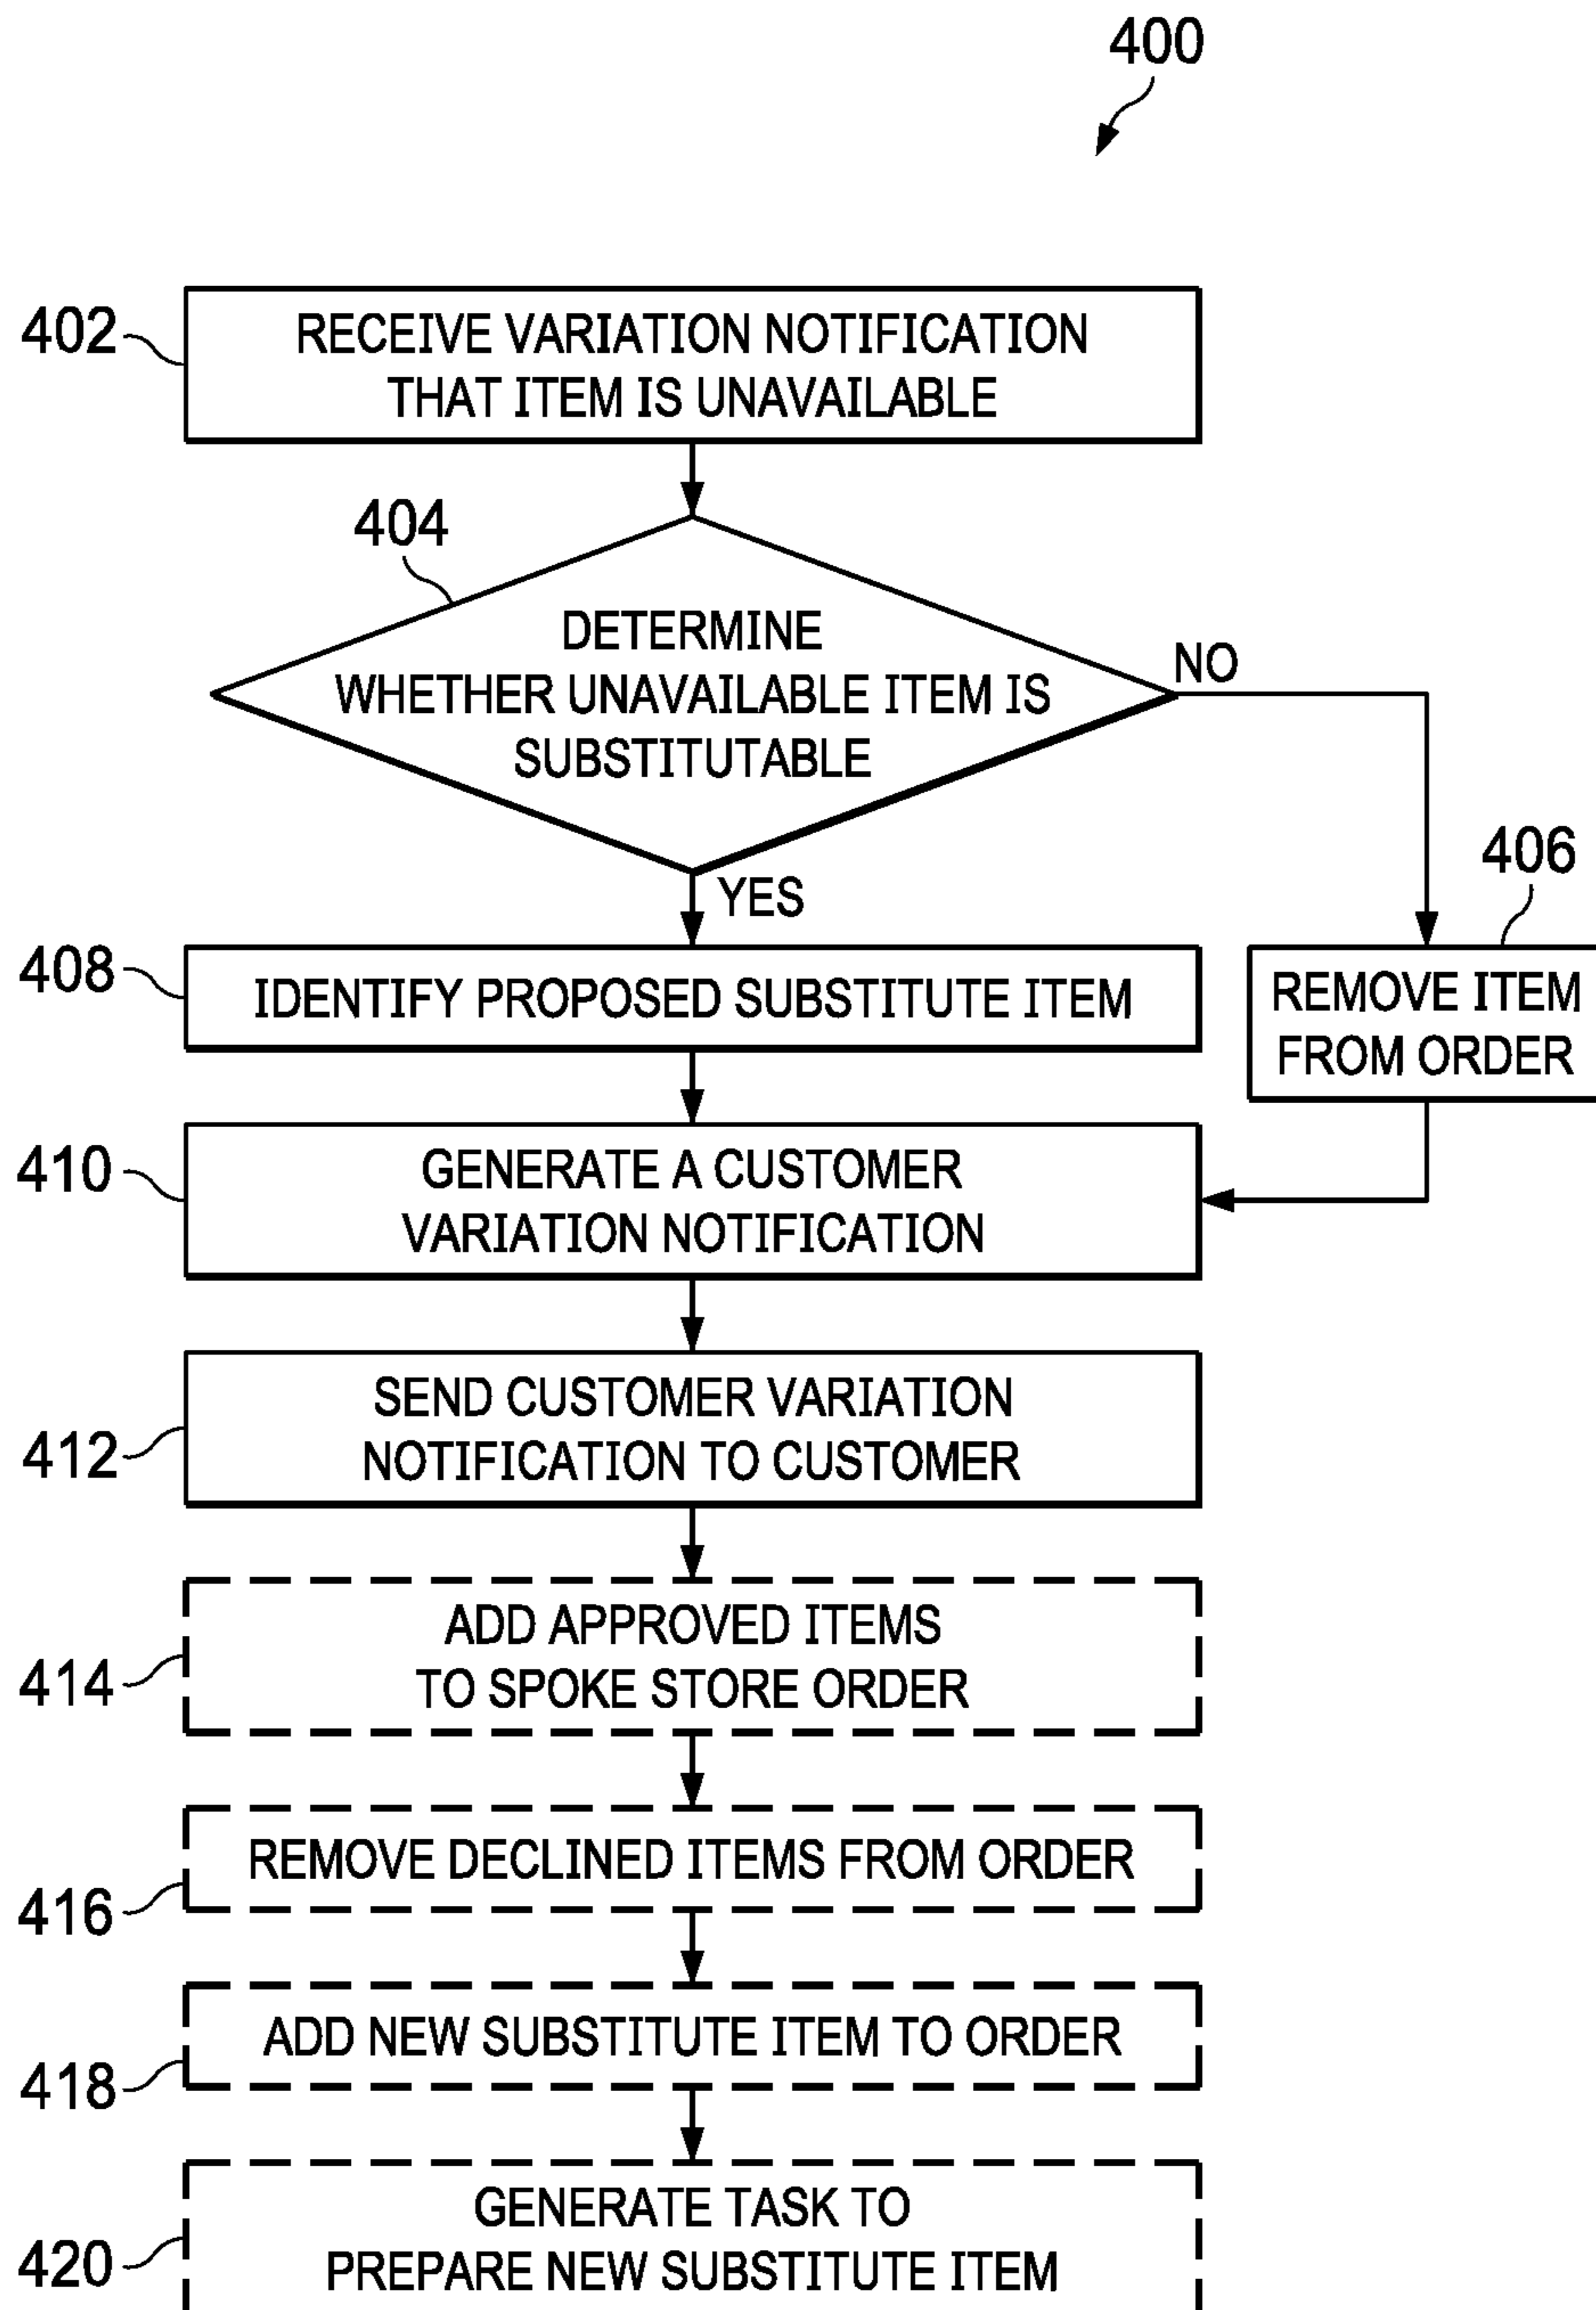 400
402
RECEIVE VARIATION NOTIFICATION
THAT ITEM IS UNAVAILABLE
404
DETERMINE
WHETHER UNAVAILABLE ITEM IS
SUBSTITUTABLE
NO
YES
406
REMOVE ITEM
FROM ORDER
408
IDENTIFY PROPOSED SUBSTITUTE ITEM
410
GENERATE A CUSTOMER
VARIATION NOTIFICATION
412
SEND CUSTOMER VARIATION
NOTIFICATION TO CUSTOMER
414
ADD APPROVED ITEMS
TO SPOKE STORE ORDER
416
REMOVE DECLINED ITEMS FROM ORDER
418
ADD NEW SUBSTITUTE ITEM TO ORDER
420
GENERATE TASK TO
PREPARE NEW SUBSTITUTE ITEM